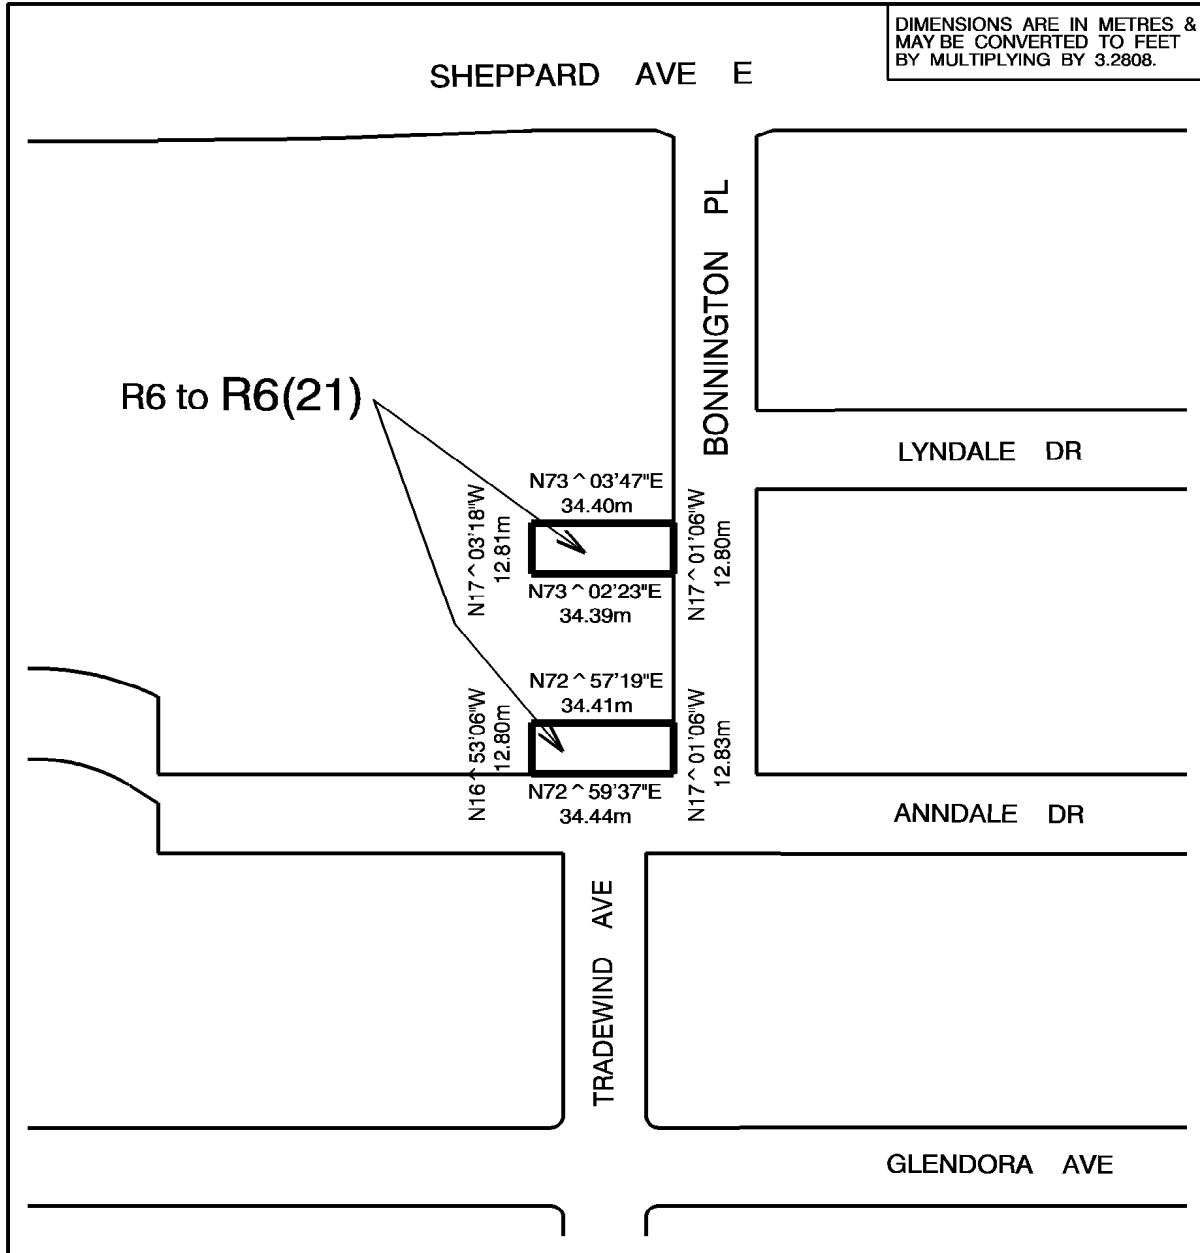 DIMENSIONS ARE IN METRES &
MAY BE CONVERTED TO FEET
BY MULTIPLYING BY 3.2808.
SHEPPARD AVE E
BONNINGTON PL
R6 to R6(21)
LYNDALE DR
N73^03'47"E
34.40m
N17^03'18"W
12.81m
N17^01'06"W
12.80m
N73^02'23"E
34.39m
N72^57'19"E
34.41m
N16^53'06"W
12.80m
N17^01'06"W
12.83m
N72^59'37"E
34.44m
ANNDALE DR
TRADEWIND AVE
GLENDORA AVE